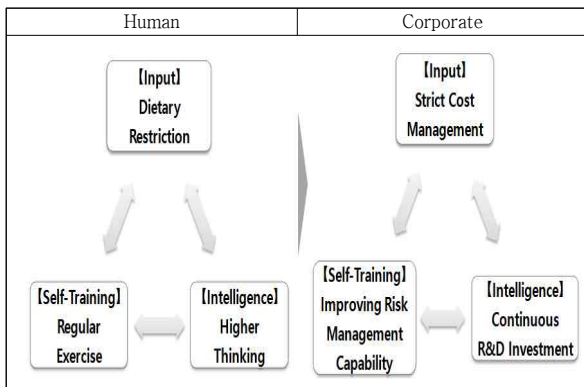 Human
Corporate
【Input】
Dietary
Restriction
【Self-Training】
Regular
Exercise
【Intelligence】
Higher
Thinking
【Input】
Strict Cost
Management
【Self-Training】
Improving Risk
Management
Capability
【Intelligence】
Continuous
R&D Investment